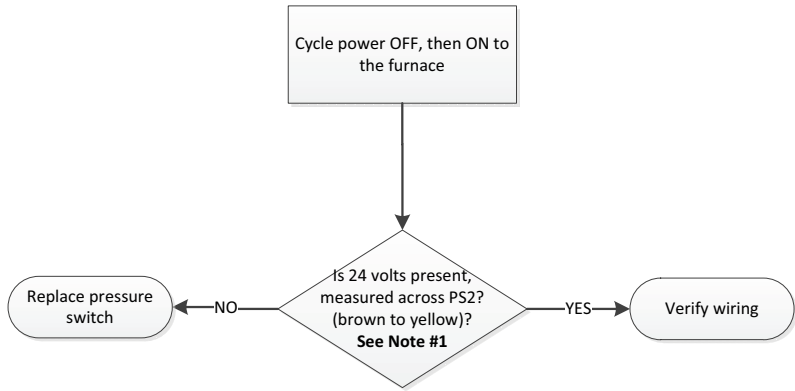 Cycle power OFF, then ON to
the furnace
Is 24 volts present,
measured across PS2?
(brown to yellow)?
See Note #1
NO
Replace pressure
switch
YES
Verify wiring